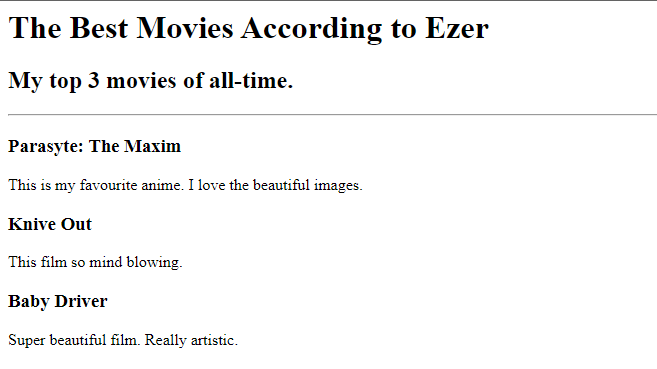 The Best Movies According to Ezer
My top 3 movies of all-time.
Parasyte: The Maxim
This is my favourite anime. I love the beautiful images.
Knive Out
This film so mind blowing.
Baby Driver
Super beautiful film. Really artistic.